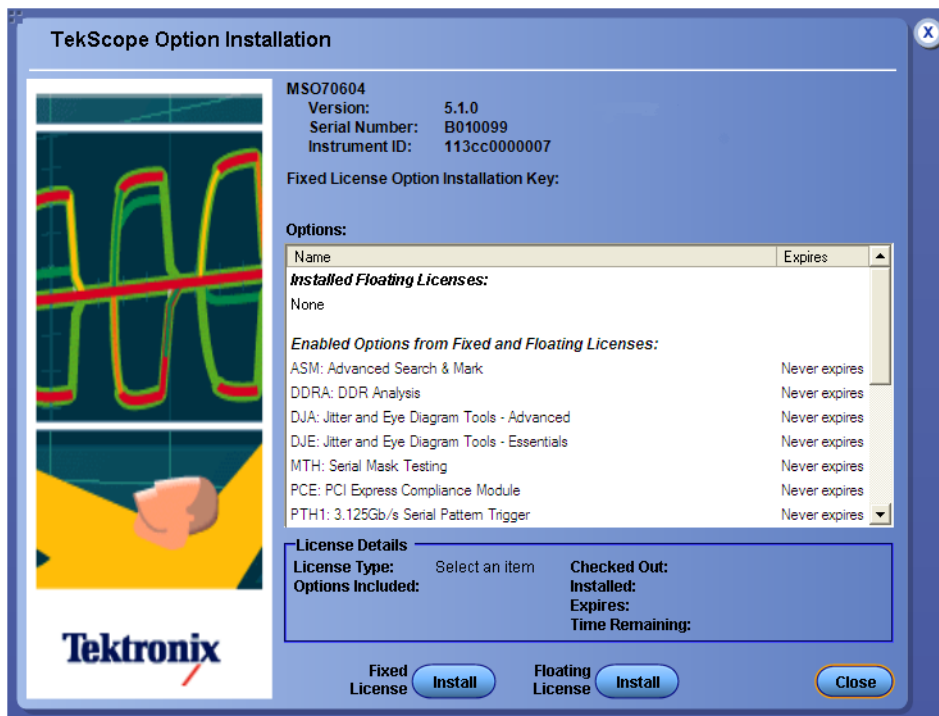 TekScope Option Installation
X
MSO70604
Version: 5.1.0
Serial Number: B010099
Instrument ID: 113cc0000007
Fixed License Option Installation Key:
Options:
Name Expires
Installed Floating Licenses:
None
Enabled Options from Fixed and Floating Licenses:
ASM: Advanced Search & Mark Never expires
DDRA: DDR Analysis Never expires
DJA: Jitter and Eye Diagram Tools - Advanced Never expires
DJE: Jitter and Eye Diagram Tools - Essentials Never expires
MTH: Serial Mask Testing Never expires
PCE: PCI Express Compliance Module Never expires
PTH1: 3.125Gb/s Serial Pattern Trigger Never expires
License Details
License Type: Select an item Checked Out:
Options Included: Installed:
Expires:
Time Remaining:
Tektronix
Fixed License Install Floating License Install Close